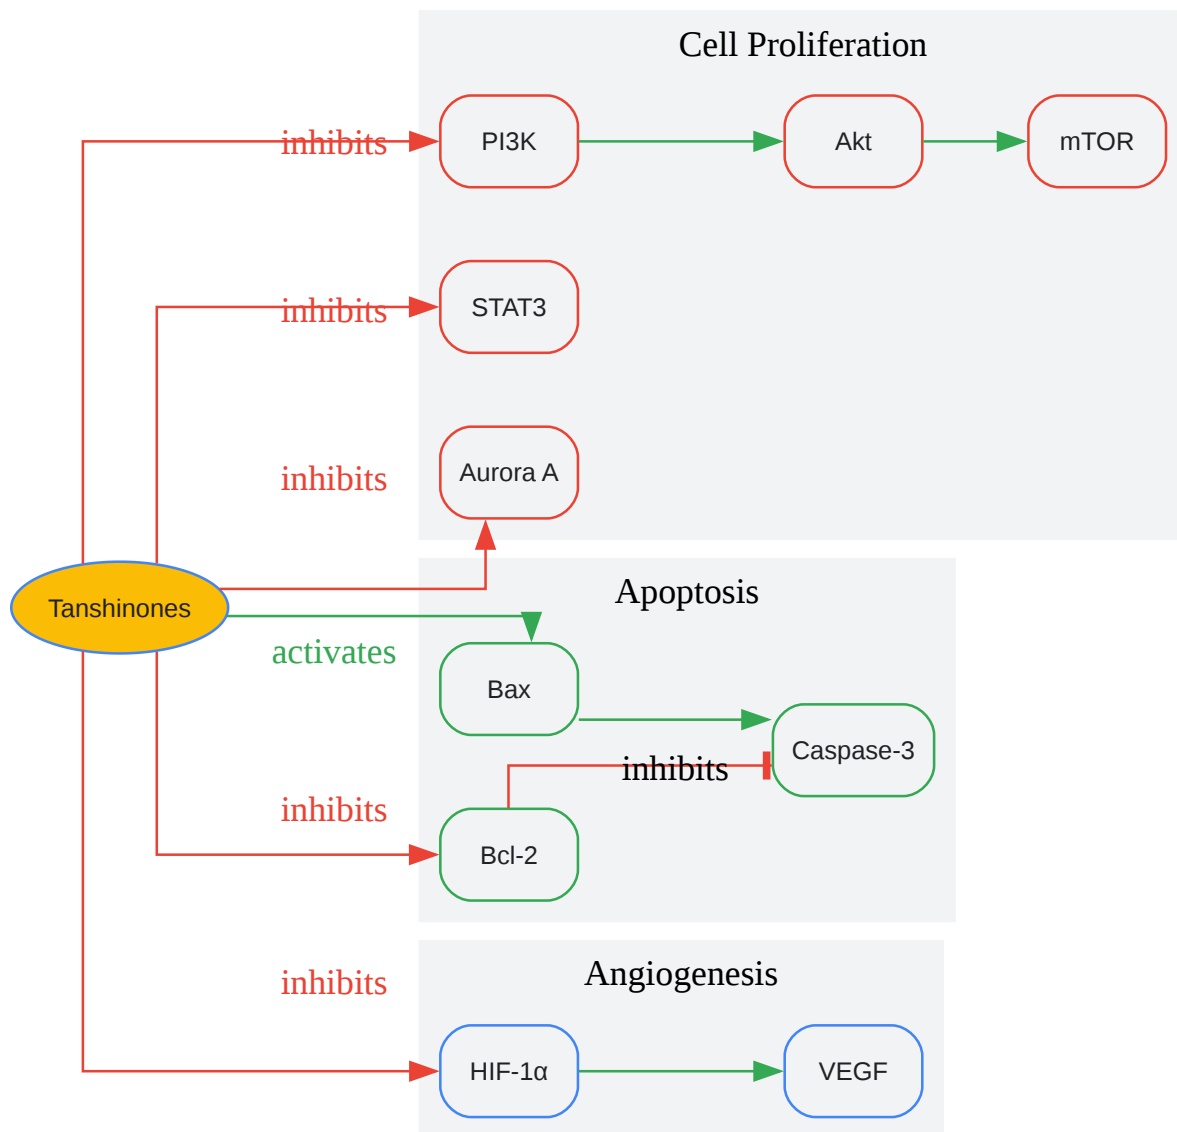 Cell Proliferation
inhibits
PI3K
Akt
mTOR
inhibits
STAT3
inhibits
Aurora A
Tanshinones
Apoptosis
activates
Bax
inhibits
Caspase-3
inhibits
Bcl-2
Angiogenesis
inhibits
HIF-1α
VEGF